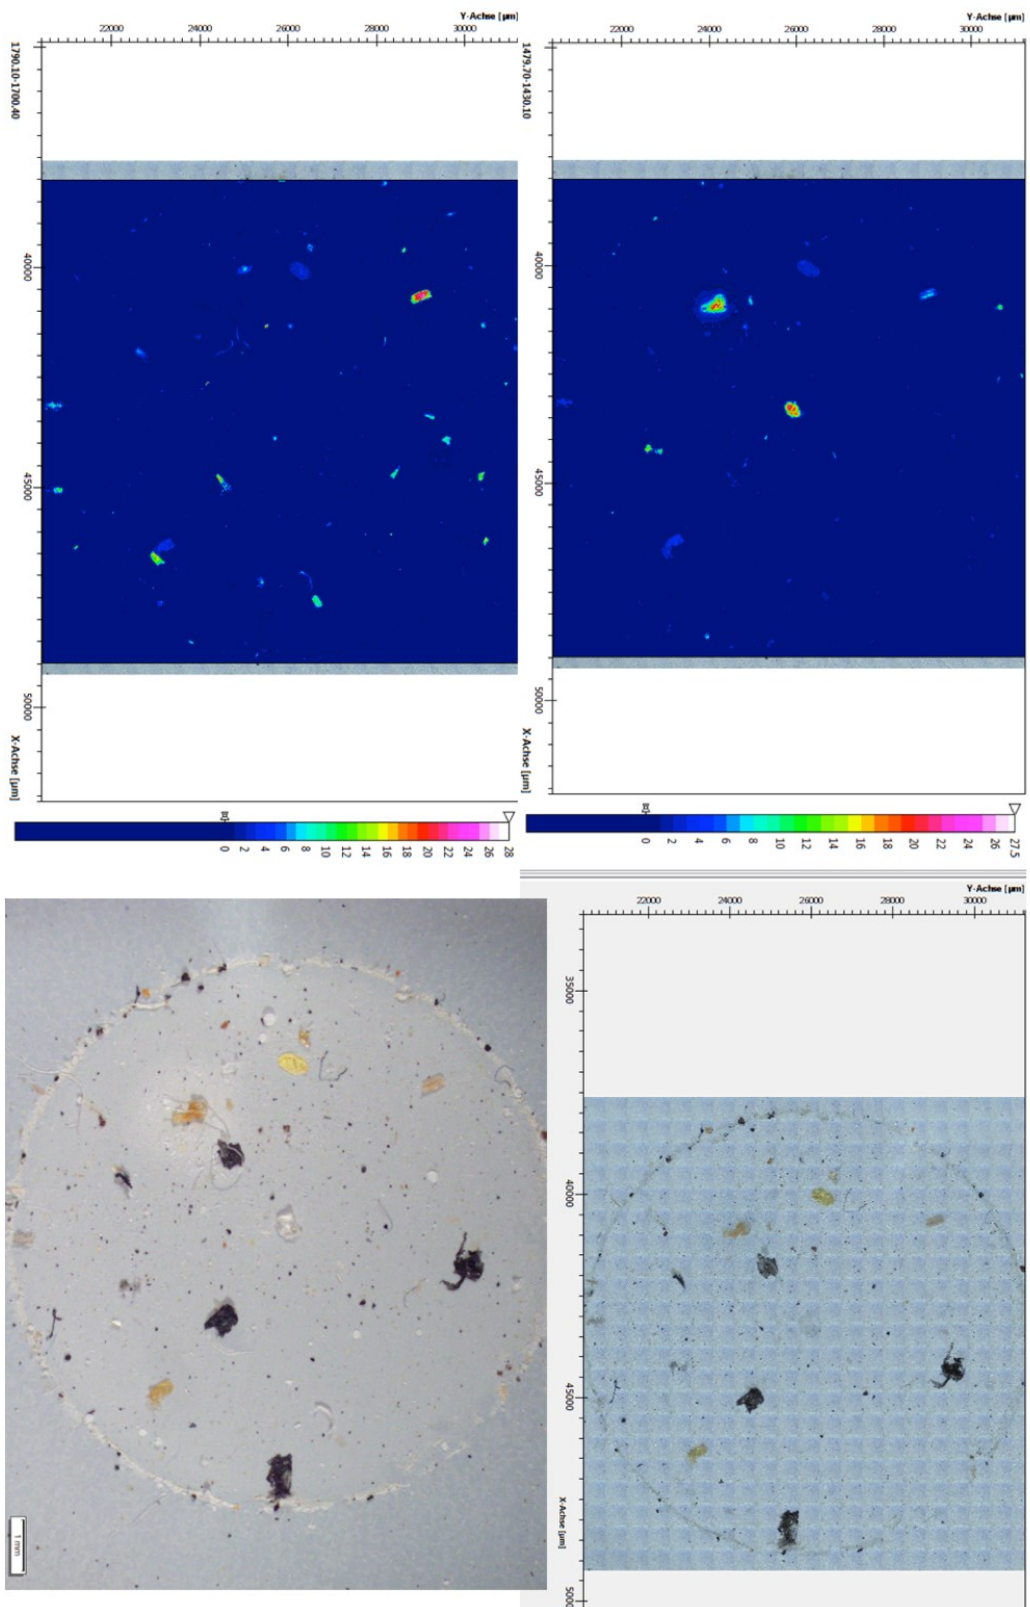 Y-Achse [µm]
22000 24000 26000 28000 30000
1790.10-1700.40
40000
45000
50000
X-Achse [µm]
0 2 4 6 8 10 12 14 16 18 20 22 24 26 28
Y-Achse [µm]
22000 24000 26000 28000 30000
1479.70-1430.10
40000
45000
50000
X-Achse [µm]
0 2 4 6 8 10 12 14 16 18 20 22 24 26 27.5
1 mm
Y-Achse [µm]
22000 24000 26000 28000 30000
35000
40000
45000
X-Achse [µm]